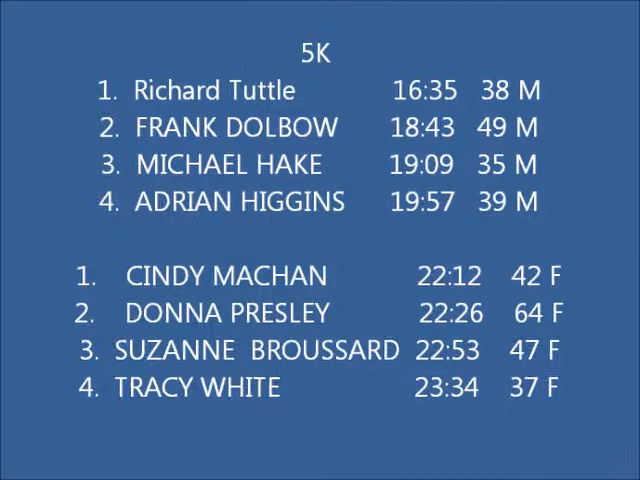 5K
1. Richard Tuttle 16:35 38 M
2. FRANK DOLBOW 18:43 49 M
3. MICHAEL HAKE 19:09 35 M
4. ADRIAN HIGGINS 19:57 39 M
1. CINDY MACHAN 22:12 42 F
2. DONNA PRESLEY 22:26 64 F
3. SUZANNE BROUSSARD 22:53 47 F
4. TRACY WHITE 23:34 37 F